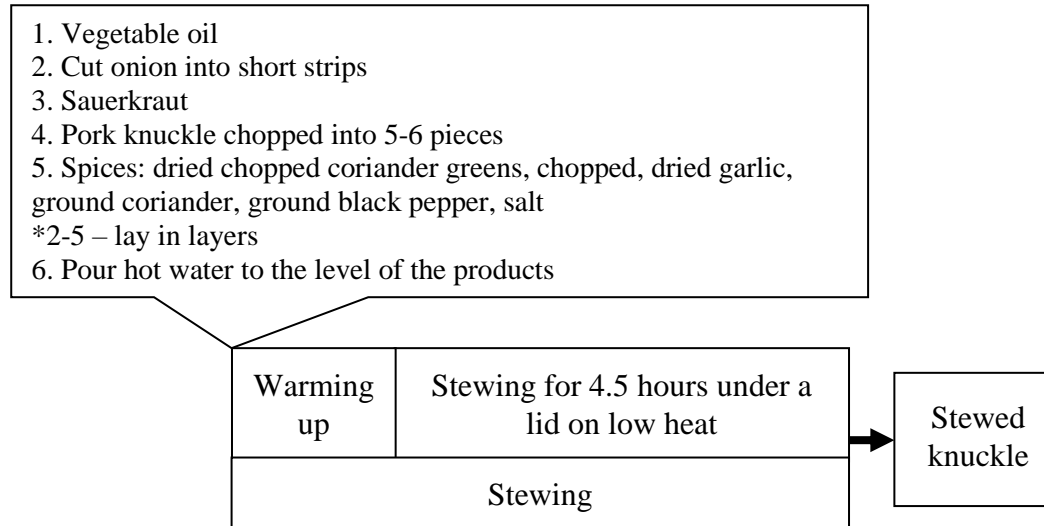 1. Vegetable oil
2. Cut onion into short strips
3. Sauerkraut
4. Pork knuckle chopped into 5-6 pieces
5. Spices: dried chopped coriander greens, chopped, dried garlic,
ground coriander, ground black pepper, salt
*2-5 – lay in layers
6. Pour hot water to the level of the products
Warming
up
Stewing for 4.5 hours under a
lid on low heat
Stewing
Stewed
knuckle